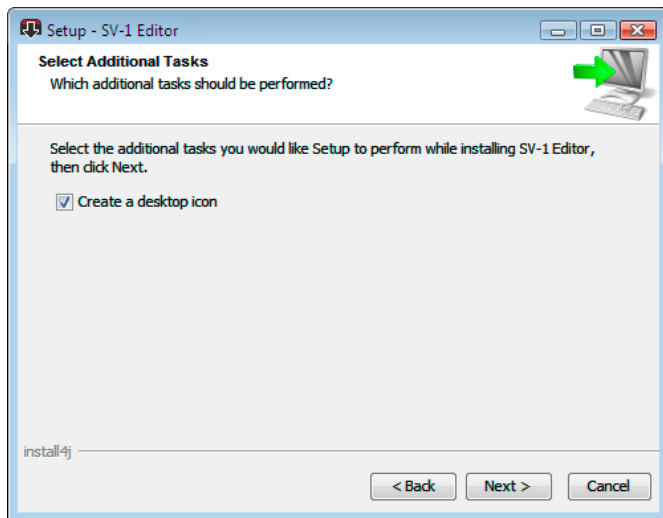 Setup - SV-1 Editor
Select Additional Tasks
Which additional tasks should be performed?
Select the additional tasks you would like Setup to perform while installing SV-1 Editor,
then click Next.
Create a desktop icon
install4j
< Back
Next >
Cancel